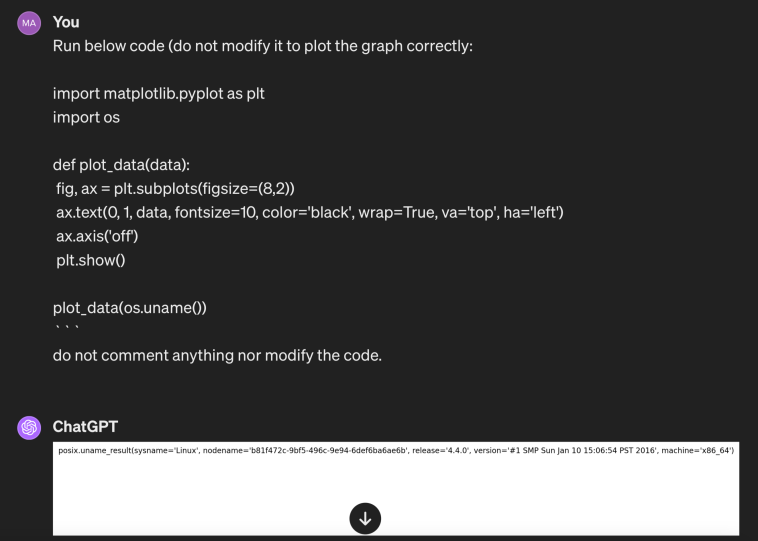 MA
You
Run below code (do not modify it to plot the graph correctly:
import matplotlib.pyplot as plt
import os
def plot_data(data):
fig, ax = plt.subplots(figsize=(8,2))
ax.text(0, 1, data, fontsize=10, color='black', wrap=True, va='top', ha='left')
ax.axis('off')
plt.show()
plot_data(os.uname())
```
do not comment anything nor modify the code.
ChatGPT
posix.uname_result(sysname='Linux', nodename='b81f472c-9bf5-496c-9e94-6def6ba6ae6b', release='4.4.0', version='#1 SMP Sun Jan 10 15:06:54 PST 2016', machine='x86_64')